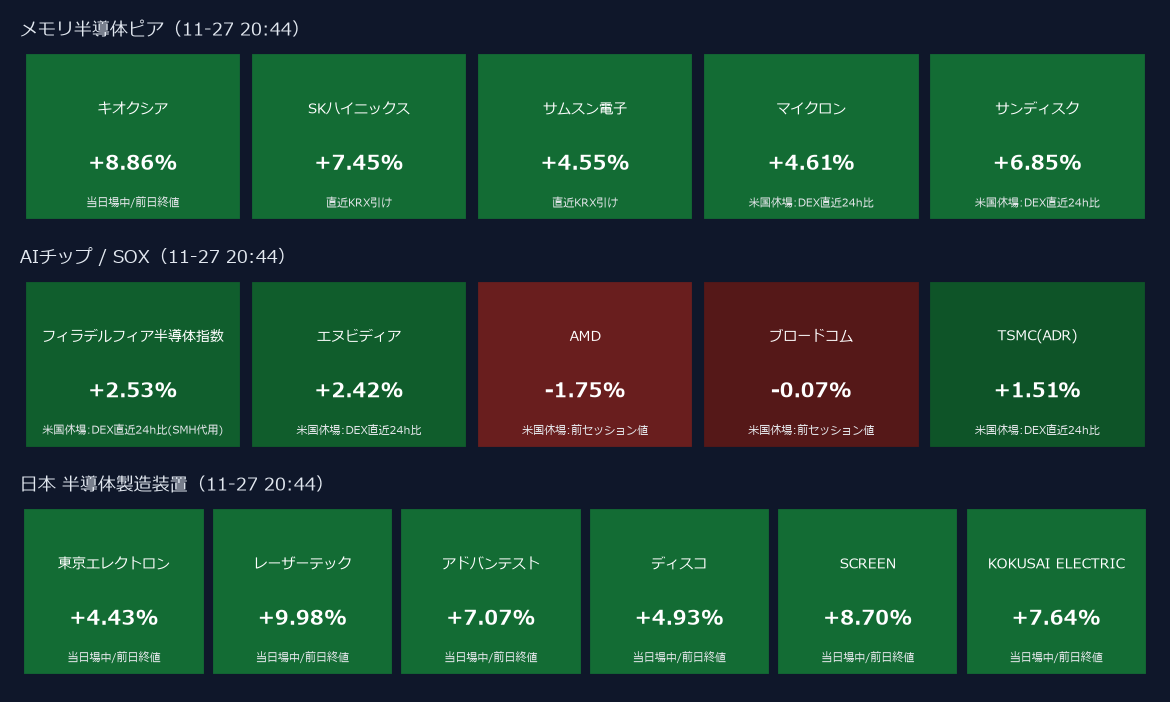 メモリ半導体ピア（11-27 20:44）
キオクシア
+8.86%
当日場中/前日終値
SKハイニックス
+7.45%
直近KRX引け
サムスン電子
+4.55%
直近KRX引け
マイクロン
+4.61%
米国休場:DEX直近24h比
サンディスク
+6.85%
米国休場:DEX直近24h比
AIチップ / SOX（11-27 20:44）
フィラデルフィア半導体指数
+2.53%
米国休場:DEX直近24h比(SMH代用)
エヌビディア
+2.42%
米国休場:DEX直近24h比
AMD
-1.75%
米国休場:前セッション値
ブロードコム
-0.07%
米国休場:前セッション値
TSMC(ADR)
+1.51%
米国休場:DEX直近24h比
日本 半導体製造装置（11-27 20:44）
東京エレクトロン
+4.43%
当日場中/前日終値
レーザーテック
+9.98%
当日場中/前日終値
アドバンテスト
+7.07%
当日場中/前日終値
ディスコ
+4.93%
当日場中/前日終値
SCREEN
+8.70%
当日場中/前日終値
KOKUSAI ELECTRIC
+7.64%
当日場中/前日終値